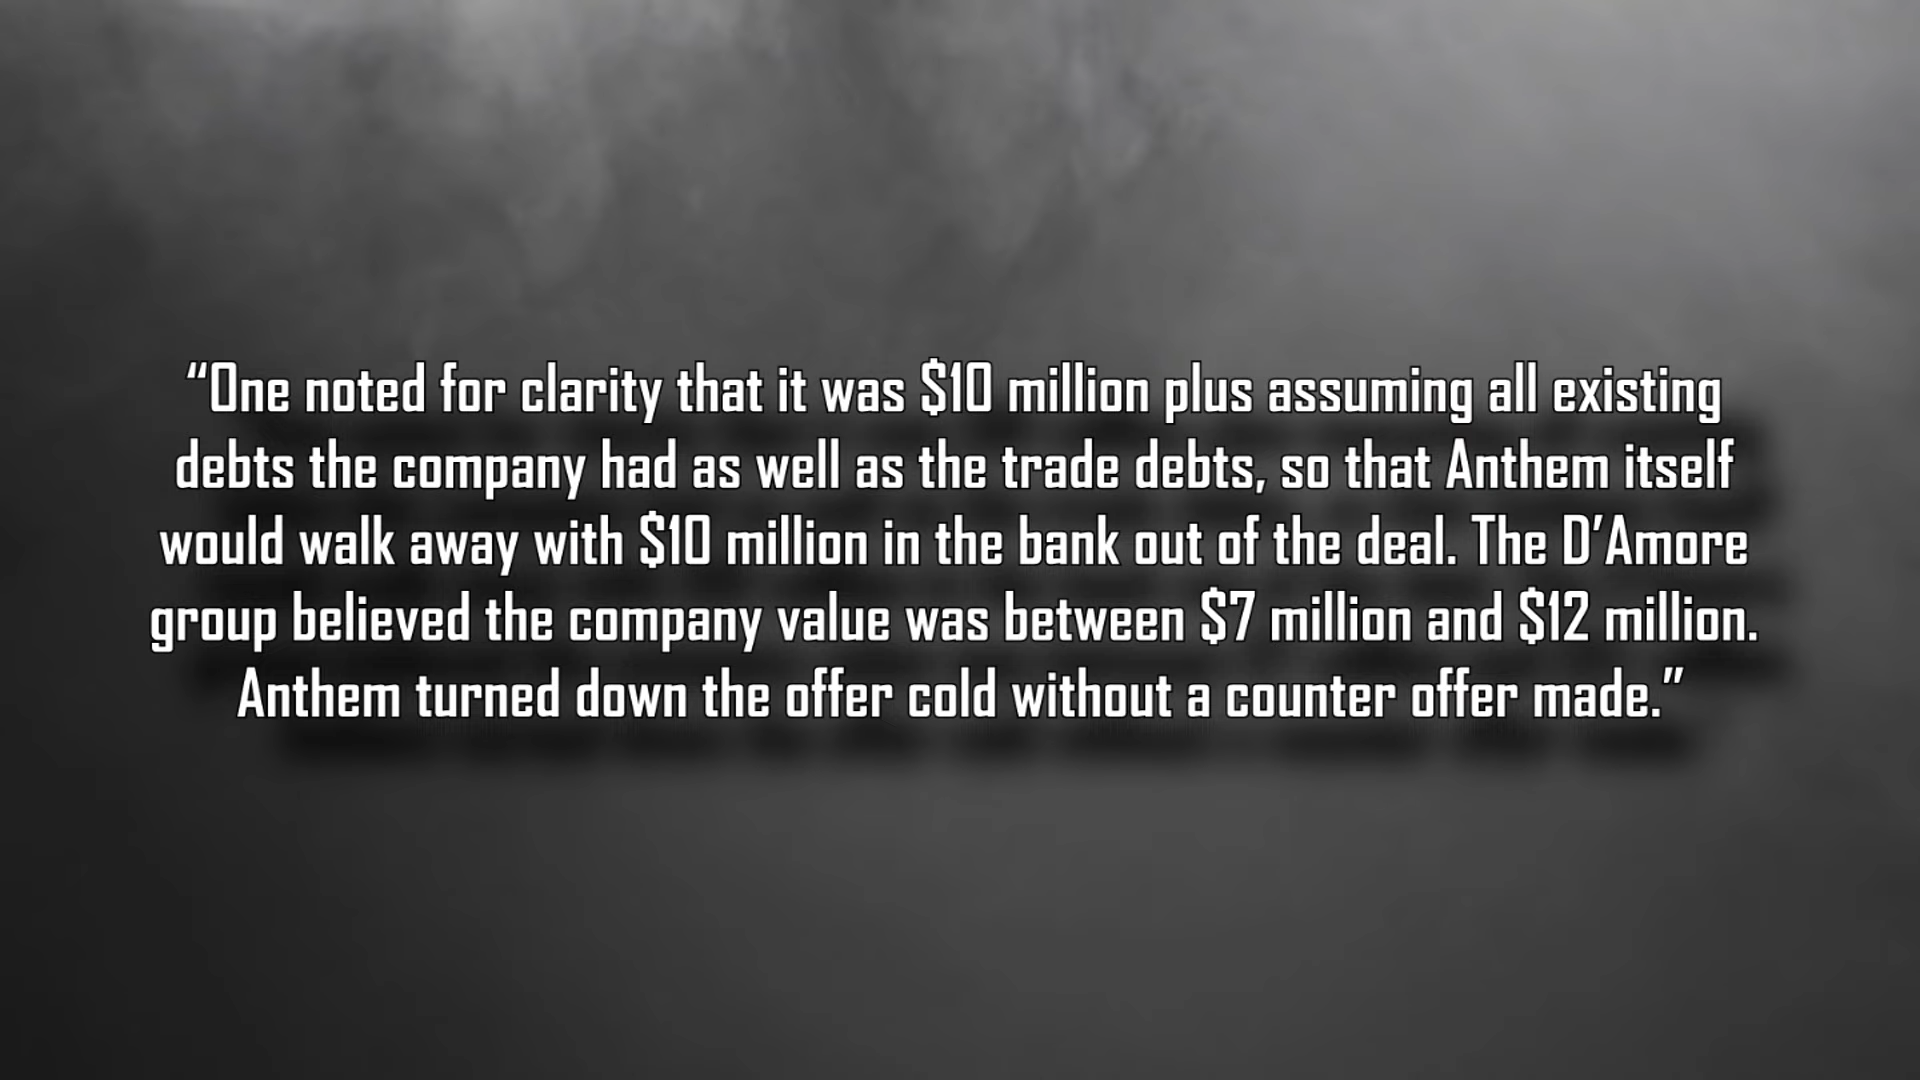 “One noted for clarity that it was $10 million plus assuming all existing
debts the company had as well as the trade debts, so that Anthem itself
would walk away with $10 million in the bank out of the deal. The D’Amore
group believed the company value was between $7 million and $12 million.
Anthem turned down the offer cold without a counter offer made.”